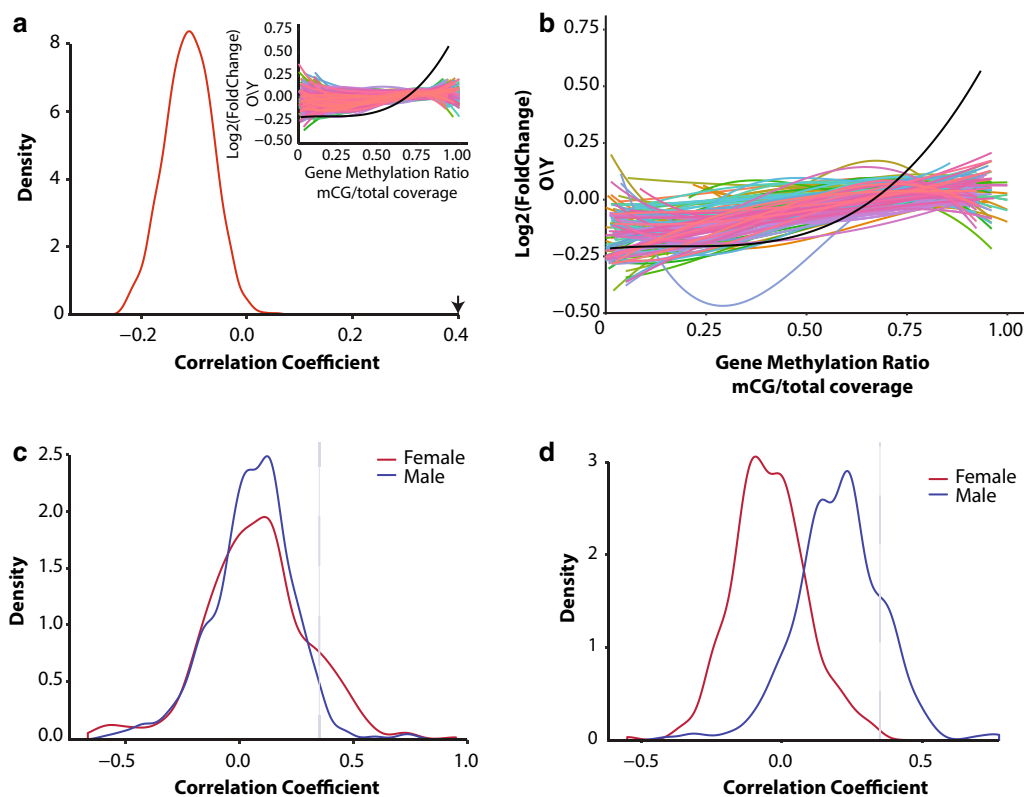 a
Density
8
6
4
2
0
−0.2
0.0
0.2
0.4
Correlation Coefficient
Log2(FoldChange)
O\Y
0.75
0.50
0.25
0.00
−0.25
−0.50
0
0.25
0.50
0.75
1.00
Gene Methylation Ratio
mCG/total coverage
b
Log2(FoldChange)
O\Y
0.75
0.50
0.25
0.00
−0.25
−0.50
0
0.25
0.50
0.75
1.00
Gene Methylation Ratio
mCG/total coverage
c
Density
2.5
2.0
1.5
1.0
0.5
0.0
−0.5
0.0
0.5
1.0
Correlation Coefficient
Female
Male
d
Density
3
2
1
0
−0.5
0.0
0.5
Correlation Coefficient
Female
Male